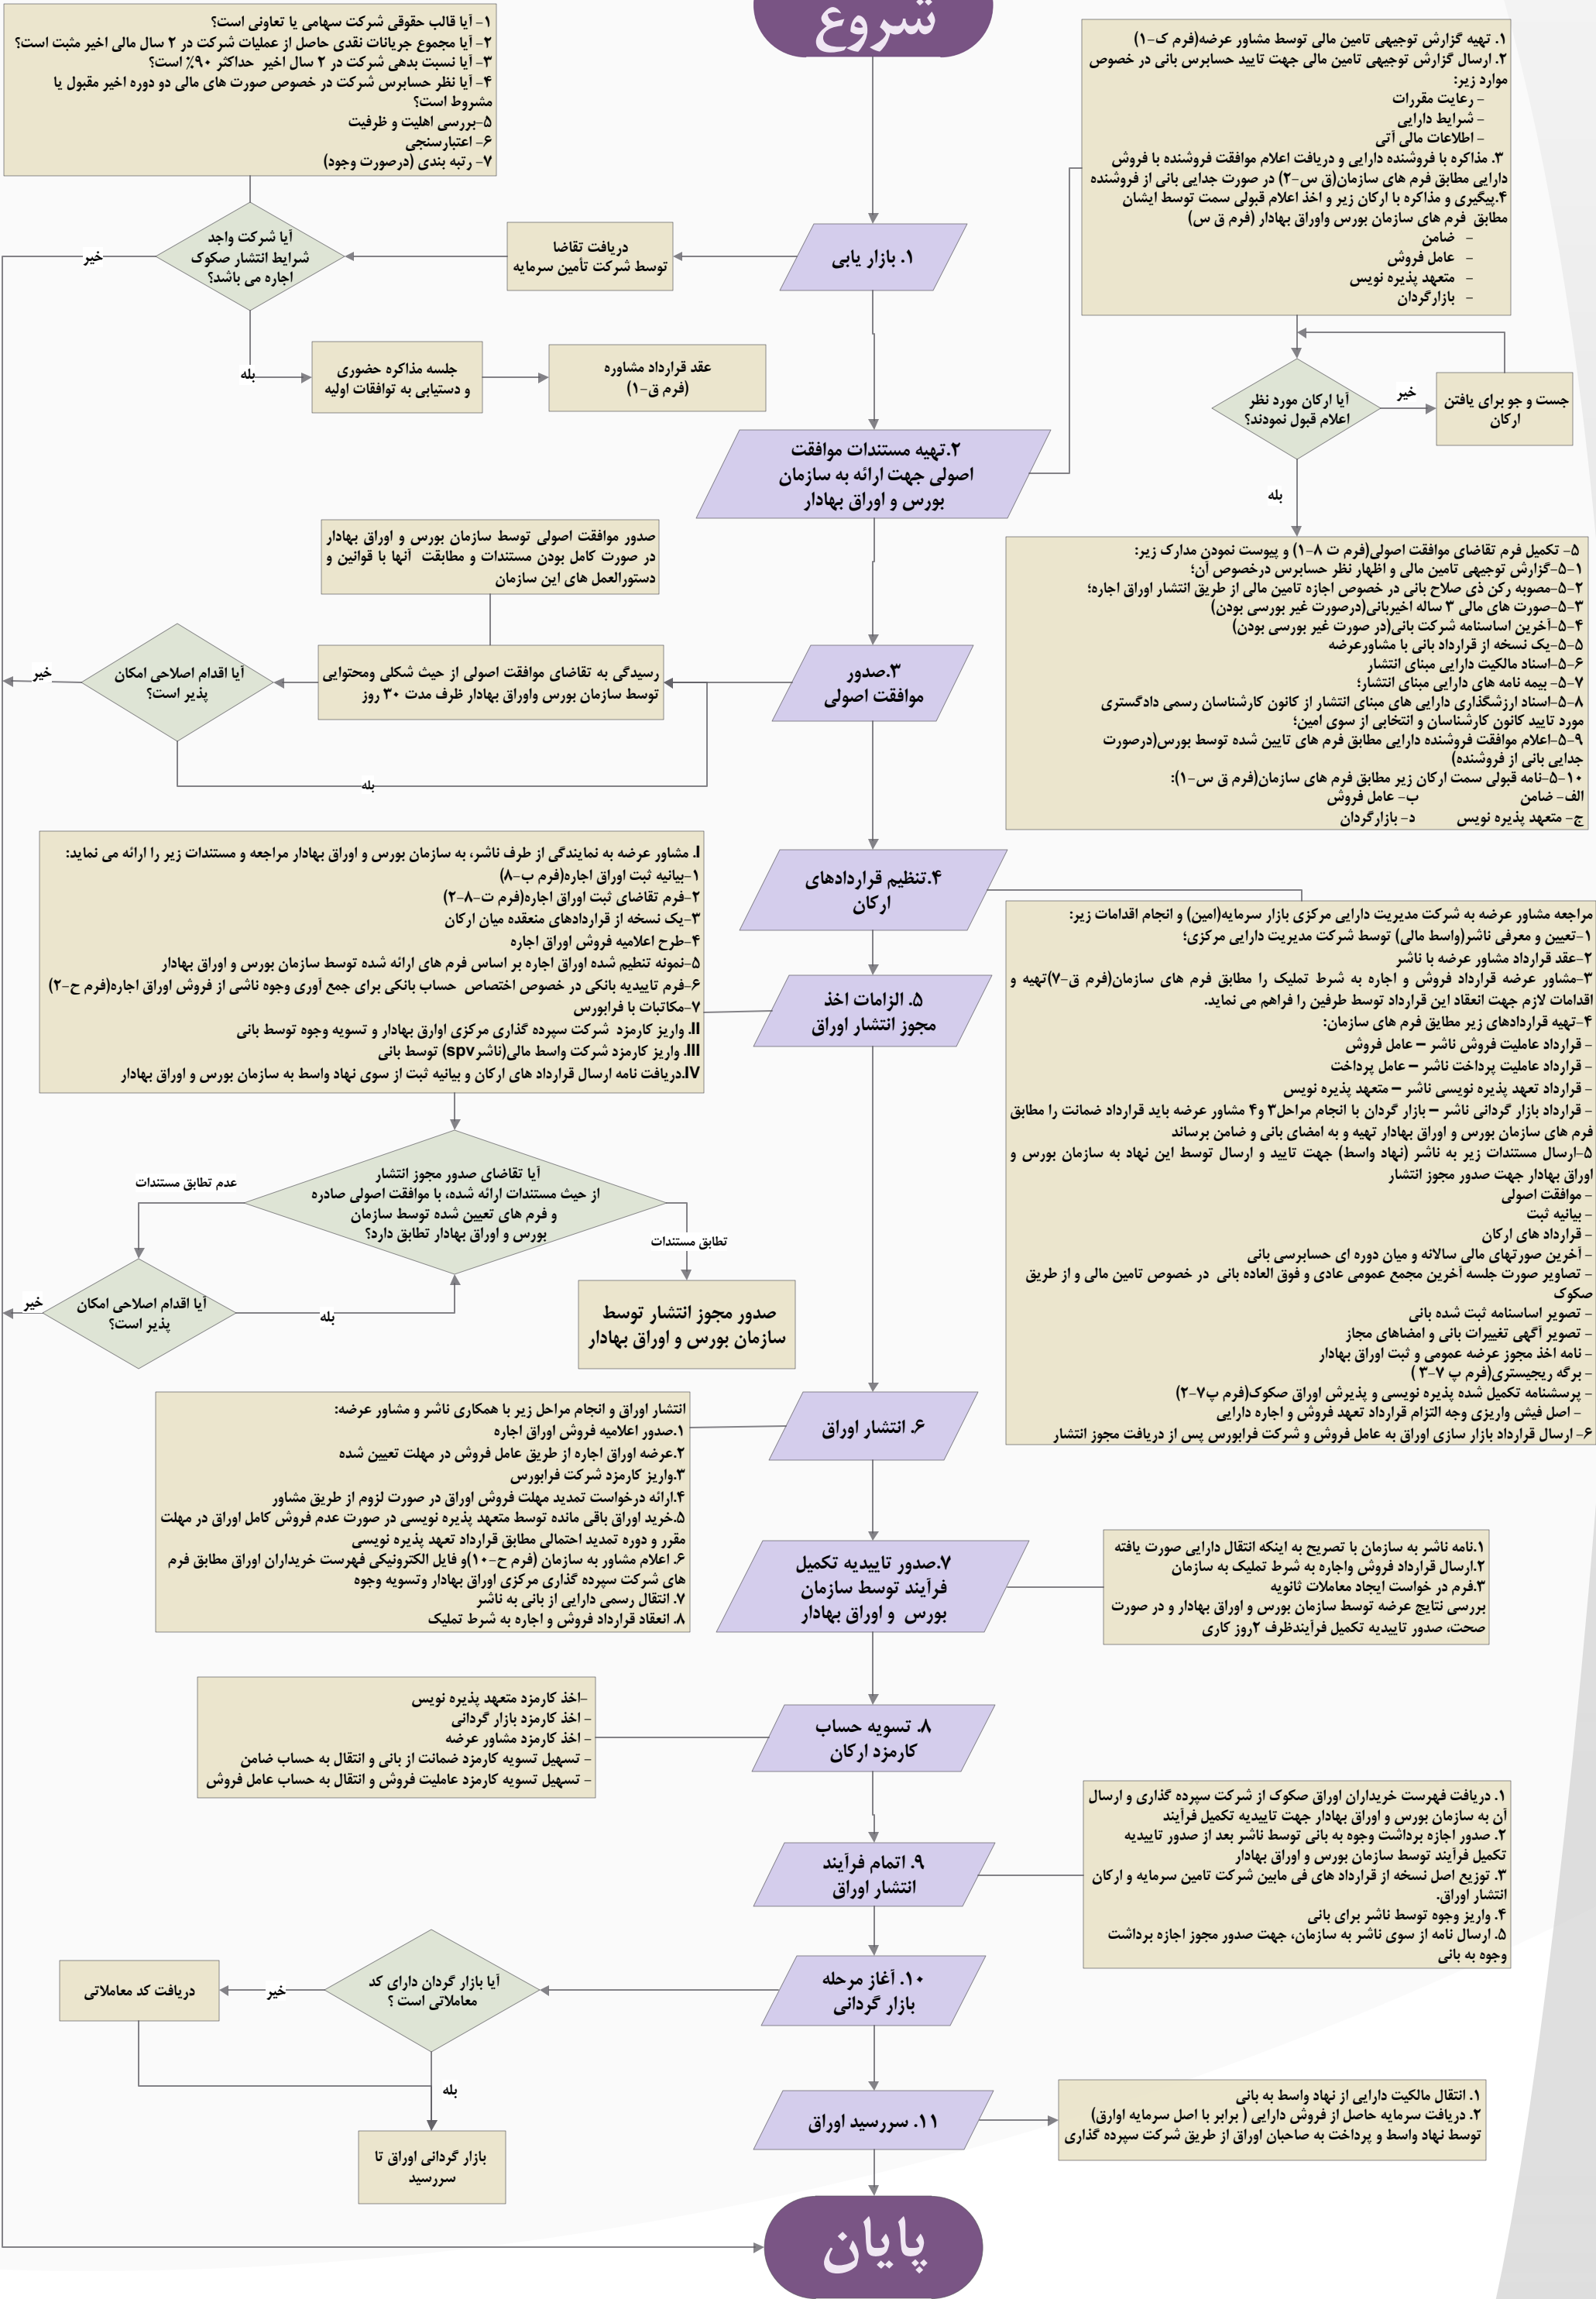 شروع
۱- آیا قالب حقوقی شرکت سهامی یا تعاونی است؟
۲- آیا مجموع جریانات نقدی حاصل از عملیات شرکت در ۲ سال مالی اخیر مثبت است؟
۳- آیا نسبت بدهی شرکت در ۲ سال اخیر حداکثر ۹۰٪ است؟
۴- آیا نظر حسابرس شرکت در خصوص صورت های مالی دو دوره اخیر مقبول یا
مشروط است؟
۵-بررسی اهلیت و ظرفیت
۶- اعتبارسنجی
۷- رتبه بندی (درصورت وجود)
۱. تهیه گزارش توجیهی تامین مالی توسط مشاور عرضه(فرم ک-۱)
۲. ارسال گزارش توجیهی تامین مالی جهت تایید حسابرس بانی در خصوص
موارد زیر:
- رعایت مقررات
- شرایط دارایی
- اطلاعات مالی آتی
۳. مذاکره با فروشنده دارایی و دریافت اعلام موافقت فروشنده با فروش
دارایی مطابق فرم های سازمان(ق س-۲) در صورت جدایی بانی از فروشنده
۴.پیگیری و مذاکره با ارکان زیر و اخذ اعلام قبولی سمت توسط ایشان
مطابق فرم های سازمان بورس واوراق بهادار (فرم ق س)
- ضامن
- عامل فروش
- متعهد پذیره نویس
- بازارگردان
۱. بازار یابی
دریافت تقاضا
توسط شرکت تأمین سرمایه
آیا شرکت واجد
شرایط انتشار صکوک
اجاره می باشد؟
خیر
بله
جلسه مذاکره حضوری
و دستیابی به توافقات اولیه
عقد قرارداد مشاوره
(فرم ق-۱)
آیا ارکان مورد نظر
اعلام قبول نمودند؟
خیر
جست و جو برای یافتن
ارکان
بله
۲.تهیه مستندات موافقت
اصولی جهت ارائه به سازمان
بورس و اوراق بهادار
۵- تکمیل فرم تقاضای موافقت اصولی(فرم ت ۸-۱) و پیوست نمودن مدارک زیر:
۵-۱-گزارش توجیهی تامین مالی و اظهار نظر حسابرس درخصوص آن؛
۵-۲-مصوبه رکن ذی صلاح بانی در خصوص اجازه تامین مالی از طریق انتشار اوراق اجاره؛
۵-۳-صورت های مالی ۳ ساله اخیربانی(درصورت غیر بورسی بودن)
۵-۴-آخرین اساسنامه شرکت بانی(در صورت غیر بورسی بودن)
۵-۵-یک نسخه از قرارداد بانی با مشاورعرضه
۵-۶-اسناد مالکیت دارایی مبنای انتشار
۵-۷- بیمه نامه های دارایی مبنای انتشار؛
۵-۸-اسناد ارزشگذاری دارایی های مبنای انتشار از کانون کارشناسان رسمی دادگستری
مورد تایید کانون کارشناسان و انتخابی از سوی امین؛
۵-۹-اعلام موافقت فروشنده دارایی مطابق فرم های تایین شده توسط بورس(درصورت
جدایی بانی از فروشنده)
۵-۱۰-نامه قبولی سمت ارکان زیر مطابق فرم های سازمان(فرم ق س-۱):
الف- ضامن ب- عامل فروش
ج- متعهد پذیره نویس د- بازارگردان
صدور موافقت اصولی توسط سازمان بورس و اوراق بهادار
در صورت کامل بودن مستندات و مطابقت آنها با قوانین و
دستورالعمل های این سازمان
۳.صدور
موافقت اصولی
رسیدگی به تقاضای موافقت اصولی از حیث شکلی ومحتوایی
توسط سازمان بورس واوراق بهادار ظرف مدت ۳۰ روز
آیا اقدام اصلاحی امکان
پذیر است؟
خیر
بله
۴.تنظیم قراردادهای
ارکان
مراجعه مشاور عرضه به شرکت مدیریت دارایی مرکزی بازار سرمایه(امین) و انجام اقدامات زیر:
۱-تعیین و معرفی ناشر(واسط مالی) توسط شرکت مدیریت دارایی مرکزی؛
۲-عقد قرارداد مشاور عرضه با ناشر
۳-مشاور عرضه قرارداد فروش و اجاره به شرط تملیک را مطابق فرم های سازمان(فرم ق-۷)تهیه و
اقدامات لازم جهت انعقاد این قرارداد توسط طرفین را فراهم می نماید.
۴-تهیه قراردادهای زیر مطابق فرم های سازمان:
- قرارداد عاملیت فروش ناشر – عامل فروش
- قرارداد عاملیت پرداخت ناشر – عامل پرداخت
- قرارداد تعهد پذیره نویسی ناشر – متعهد پذیره نویس
- قرارداد بازار گردانی ناشر – بازار گردان با انجام مراحل۳ و۴ مشاور عرضه باید قرارداد ضمانت را مطابق
فرم های سازمان بورس و اوراق بهادار تهیه و به امضای بانی و ضامن برساند
۵-ارسال مستندات زیر به ناشر (نهاد واسط) جهت تایید و ارسال توسط این نهاد به سازمان بورس و
اوراق بهادار جهت صدور مجوز انتشار
- موافقت اصولی
- بیانیه ثبت
- قرارداد های ارکان
- آخرین صورتهای مالی سالانه و میان دوره ای حسابرسی بانی
- تصاویر صورت جلسه آخرین مجمع عمومی عادی و فوق العاده بانی در خصوص تامین مالی و از طریق
صکوک
- تصویر اساسنامه ثبت شده بانی
- تصویر آگهی تغییرات بانی و امضاهای مجاز
- نامه اخذ مجوز عرضه عمومی و ثبت اوراق بهادار
- برگه ریجیستری(فرم پ ۷-۳ )
- پرسشنامه تکمیل شده پذیره نویسی و پذیرش اوراق صکوک(فرم پ۷-۲)
- اصل فیش واریزی وجه التزام قرارداد تعهد فروش و اجاره دارایی
۶- ارسال قرارداد بازار سازی اوراق به عامل فروش و شرکت فرابورس پس از دریافت مجوز انتشار
۵. الزامات اخذ
مجوز انتشار اوراق
I. مشاور عرضه به نمایندگی از طرف ناشر، به سازمان بورس و اوراق بهادار مراجعه و مستندات زیر را ارائه می نماید:
۱-بیانیه ثبت اوراق اجاره(فرم ب-۸)
۲-فرم تقاضای ثبت اوراق اجاره(فرم ت-۸-۲)
۳-یک نسخه از قراردادهای منعقده میان ارکان
۴-طرح اعلامیه فروش اوراق اجاره
۵-نمونه تنطیم شده اوراق اجاره بر اساس فرم های ارائه شده توسط سازمان بورس و اوراق بهادار
۶-فرم تاییدیه بانکی در خصوص اختصاص حساب بانکی برای جمع آوری وجوه ناشی از فروش اوراق اجاره(فرم ح-۲)
۷-مکاتبات با فرابورس
II. واریز کارمزد شرکت سپرده گذاری مرکزی اوارق بهادار و تسویه وجوه توسط بانی
III. واریز کارمزد شرکت واسط مالی(ناشرspv) توسط بانی
IV.دریافت نامه ارسال قرارداد های ارکان و بیانیه ثبت از سوی نهاد واسط به سازمان بورس و اوراق بهادار
آیا تقاضای صدور مجوز انتشار
از حیث مستندات ارائه شده، با موافقت اصولی صادره
و فرم های تعیین شده توسط سازمان
بورس و اوراق بهادار تطابق دارد؟
عدم تطابق مستندات
تطابق مستندات
صدور مجوز انتشار توسط
سازمان بورس و اوراق بهادار
آیا اقدام اصلاحی امکان
پذیر است؟
خیر
بله
۶. انتشار اوراق
انتشار اوراق و انجام مراحل زیر با همکاری ناشر و مشاور عرضه:
۱.صدور اعلامیه فروش اوراق اجاره
۲.عرضه اوراق اجاره از طریق عامل فروش در مهلت تعیین شده
۳.واریز کارمزد شرکت فرابورس
۴.ارائه درخواست تمدید مهلت فروش اوراق در صورت لزوم از طریق مشاور
۵.خرید اوراق باقی مانده توسط متعهد پذیره نویسی در صورت عدم فروش کامل اوراق در مهلت
مقرر و دوره تمدید احتمالی مطابق قرارداد تعهد پذیره نویسی
۶. اعلام مشاور به سازمان (فرم ح-۱۰)و فایل الکترونیکی فهرست خریداران اوراق مطابق فرم
های شرکت سپرده گذاری مرکزی اوراق بهادار وتسویه وجوه
۷. انتقال رسمی دارایی از بانی به ناشر
۸. انعقاد قرارداد فروش و اجاره به شرط تملیک
۷.صدور تاییدیه تکمیل
فرآیند توسط سازمان
بورس و اوراق بهادار
۱.نامه ناشر به سازمان با تصریح به اینکه انتقال دارایی صورت یافته
۲.ارسال قرارداد فروش واجاره به شرط تملیک به سازمان
۳.فرم در خواست ایجاد معاملات ثانویه
بررسی نتایج عرضه توسط سازمان بورس و اوراق بهادار و در صورت
صحت، صدور تاییدیه تکمیل فرآیندظرف ۲روز کاری
۸. تسویه حساب
کارمزد ارکان
-اخذ کارمزد متعهد پذیره نویس
- اخذ کارمزد بازار گردانی
- اخذ کارمزد مشاور عرضه
- تسهیل تسویه کارمزد ضمانت از بانی و انتقال به حساب ضامن
- تسهیل تسویه کارمزد عاملیت فروش و انتقال به حساب عامل فروش
۹. اتمام فرآیند
انتشار اوراق
۱. دریافت فهرست خریداران اوراق صکوک از شرکت سپرده گذاری و ارسال
آن به سازمان بورس و اوراق بهادار جهت تاییدیه تکمیل فرآیند
۲. صدور اجازه برداشت وجوه به بانی توسط ناشر بعد از صدور تاییدیه
تکمیل فرآیند توسط سازمان بورس و اوراق بهادار
۳. توزیع اصل نسخه از قرارداد های فی مابین شرکت تامین سرمایه و ارکان
انتشار اوراق.
۴. واریز وجوه توسط ناشر برای بانی
۵. ارسال نامه از سوی ناشر به سازمان، جهت صدور مجوز اجازه برداشت
وجوه به بانی
۱۰. آغاز مرحله
بازار گردانی
آیا بازار گردان دارای کد
معاملاتی است ؟
خیر
دریافت کد معاملاتی
بله
بازار گردانی اوراق تا
سررسید
۱۱. سررسید اوراق
۱. انتقال مالکیت دارایی از نهاد واسط به بانی
۲. دریافت سرمایه حاصل از فروش دارایی ( برابر با اصل سرمایه اوارق)
توسط نهاد واسط و پرداخت به صاحبان اوراق از طریق شرکت سپرده گذاری
پایان